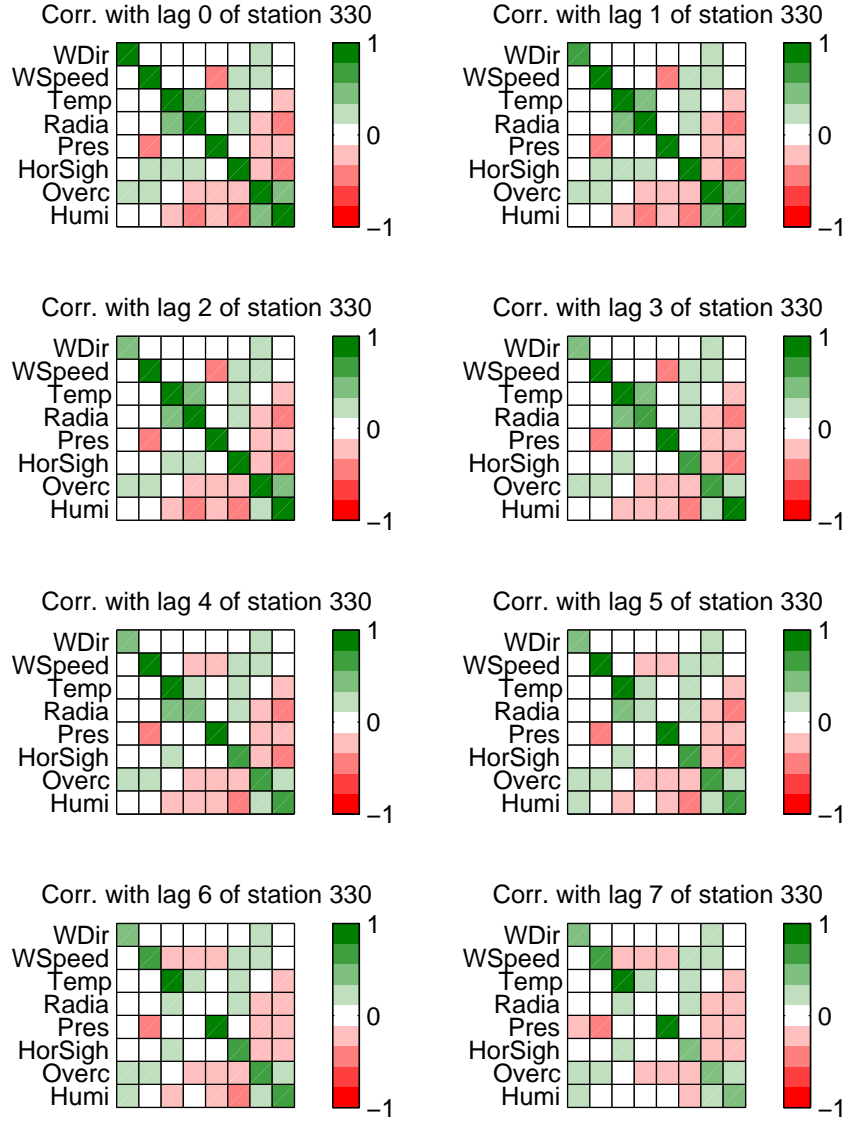 Corr. with lag 0 of station 330
WDir
WSpeed
Temp
Radia
Pres
HorSigh
Overc
Humi
1
0
−1
Corr. with lag 1 of station 330
WDir
WSpeed
Temp
Radia
Pres
HorSigh
Overc
Humi
1
0
−1
Corr. with lag 2 of station 330
WDir
WSpeed
Temp
Radia
Pres
HorSigh
Overc
Humi
1
0
−1
Corr. with lag 3 of station 330
WDir
WSpeed
Temp
Radia
Pres
HorSigh
Overc
Humi
1
0
−1
Corr. with lag 4 of station 330
WDir
WSpeed
Temp
Radia
Pres
HorSigh
Overc
Humi
1
0
−1
Corr. with lag 5 of station 330
WDir
WSpeed
Temp
Radia
Pres
HorSigh
Overc
Humi
1
0
−1
Corr. with lag 6 of station 330
WDir
WSpeed
Temp
Radia
Pres
HorSigh
Overc
Humi
1
0
−1
Corr. with lag 7 of station 330
WDir
WSpeed
Temp
Radia
Pres
HorSigh
Overc
Humi
1
0
−1